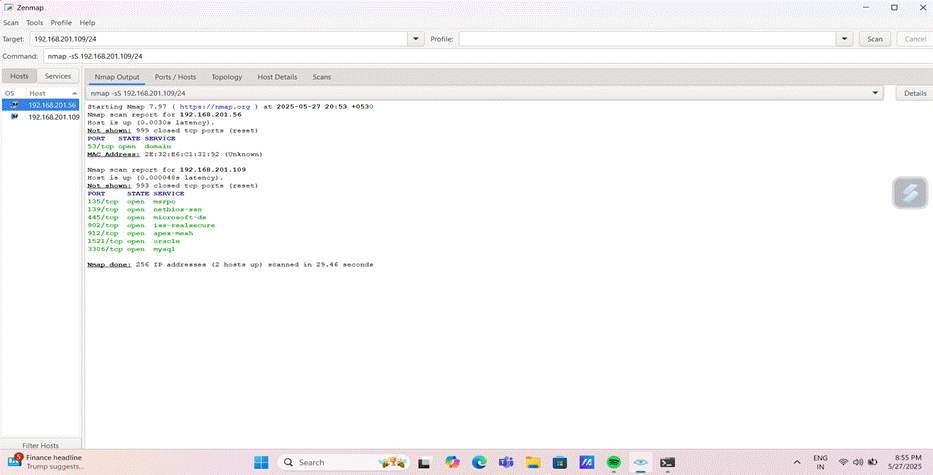 Zenmap
Scan Tools Profile Help
Target: 192.168.201.109/24 Profile: Scan Cancel
Command: nmap -sS 192.168.201.109/24
Hosts Services Nmap Output Ports / Hosts Topology Host Details Scans
OS Host nmap -sS 192.168.201.109/24 Details
192.168.201.56
192.168.201.109
Starting Nmap 7.97 ( https://nmap.org ) at 2025-05-27 20:53 +0530
Nmap scan report for 192.168.201.56
Host is up (0.0030s latency).
Not shown: 999 closed tcp ports (reset)
PORT STATE SERVICE
53/tcp open domain
MAC Address: 2E:32:E6:C1:31:92 (Unknown)
Nmap scan report for 192.168.201.109
Host is up (0.000048s latency).
Not shown: 993 closed tcp ports (reset)
PORT STATE SERVICE
135/tcp open msrpc
139/tcp open netbios-ssn
445/tcp open microsoft-ds
902/tcp open iss-realsecure
912/tcp open apex-mesh
1521/tcp open oracle
3306/tcp open mysql
Nmap done: 256 IP addresses (2 hosts up) scanned in 29.46 seconds
Filter Hosts
5
Finance headline
Trump suggests...
Search
ENG
IN
8:55 PM
5/27/2025